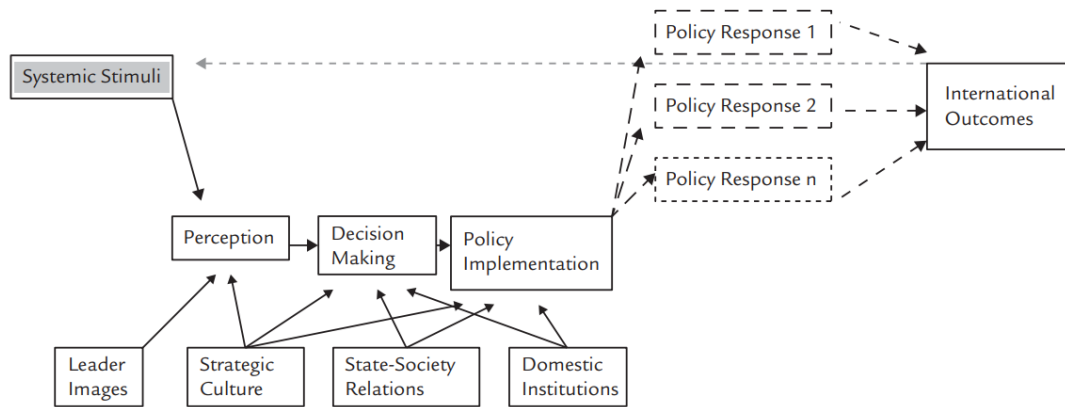 Policy Response 1
Systemic Stimuli
Policy Response 2
International
Outcomes
Policy Response n
Perception
Decision
Making
Policy
Implementation
Leader
Images
Strategic
Culture
State-Society
Relations
Domestic
Institutions